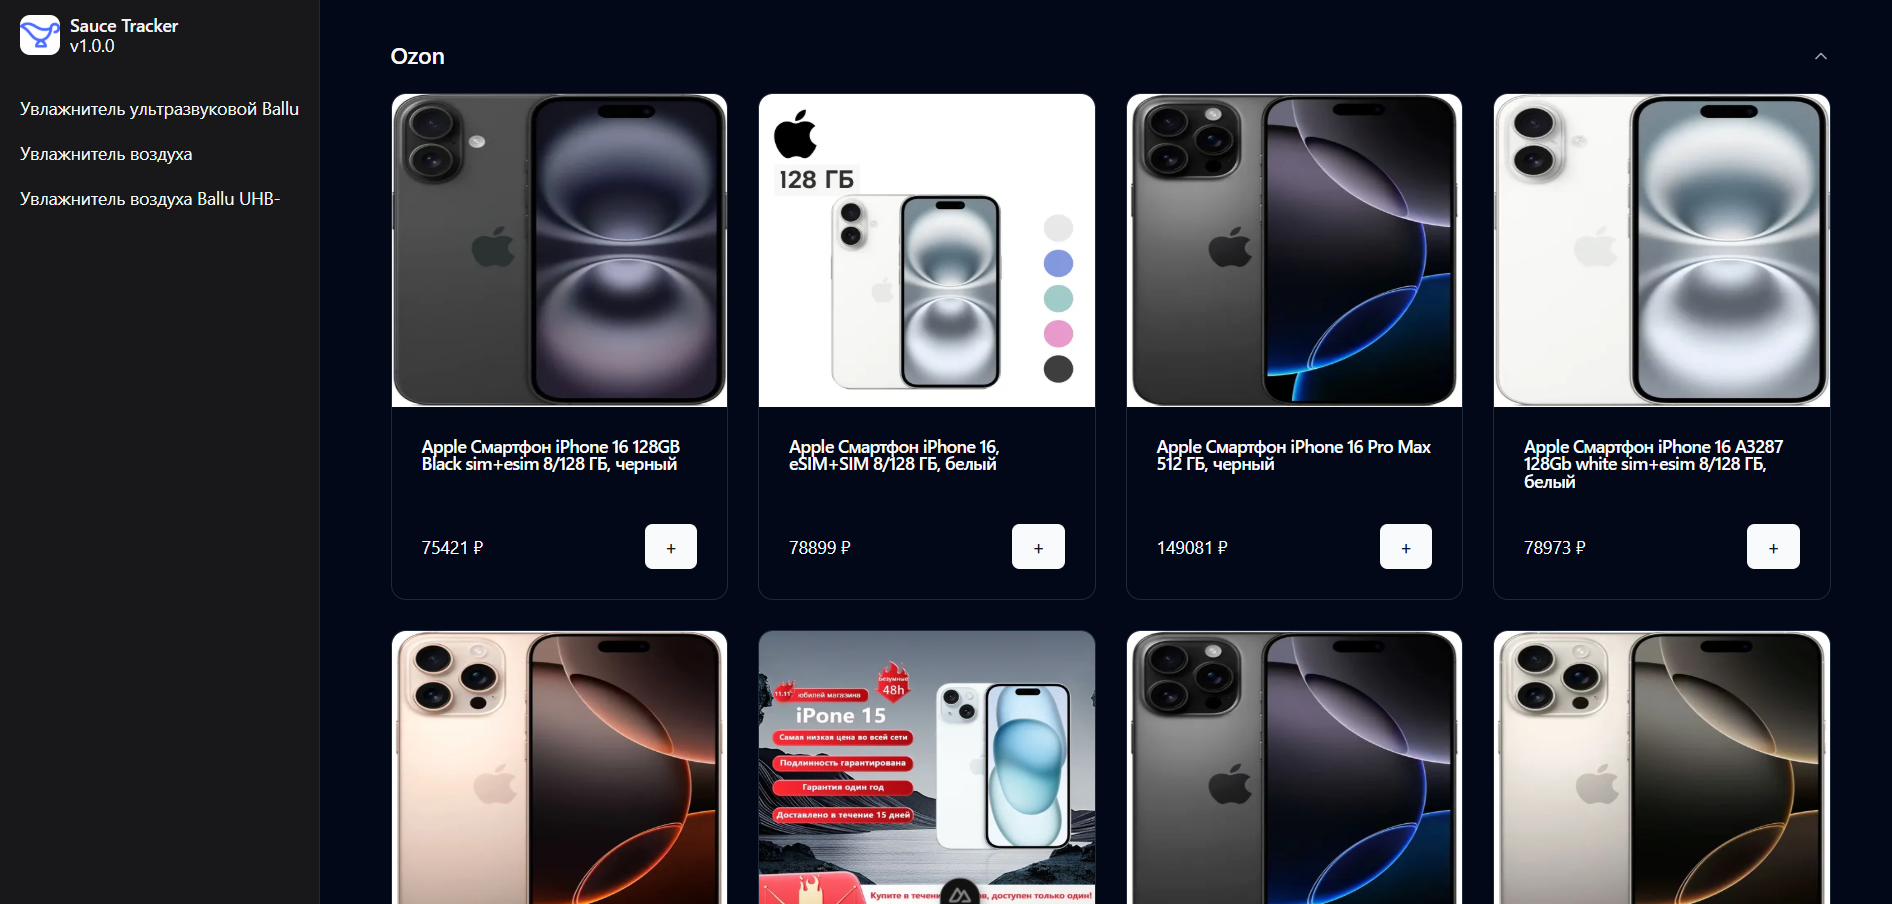 Sauce Tracker
v1.0.0
Увлажнитель ультразвуковой Ballu
Увлажнитель воздуха
Увлажнитель воздуха Ballu UHB-
Ozon
128 ГБ
Apple Смартфон iPhone 16 128GB
Black sim+esim 8/128 ГБ, черный
75421 ₽
+
Apple Смартфон iPhone 16,
eSIM+SIM 8/128 ГБ, белый
78899 ₽
+
Apple Смартфон iPhone 16 Pro Max
512 ГБ, черный
149081 ₽
+
Apple Смартфон iPhone 16 A3287
128Gb white sim+esim 8/128 ГБ,
белый
78973 ₽
+
11.11 юбилей магазина
Безумные
48h
iPone 15
Самая низкая цена во всей сети
Подлинность гарантирована
Гарантия один год
Доставлено в течение 15 дней
Купите в течени
в, доступен только один!